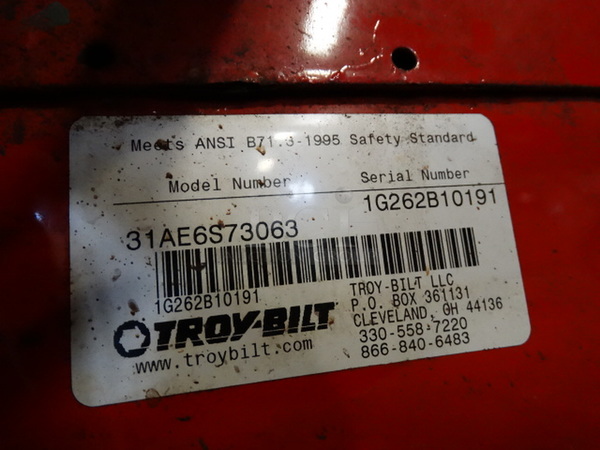 Meets ANSI B71.3-1995 Safety Standard
Model Number Serial Number
31AE6S73063 1G262B10191
1G262B10191
TROY-BILT
www.troybilt.com
TROY-BILT LLC
P.O. BOX 361131
CLEVELAND, OH 44136
330-558-7220
866-840-6483